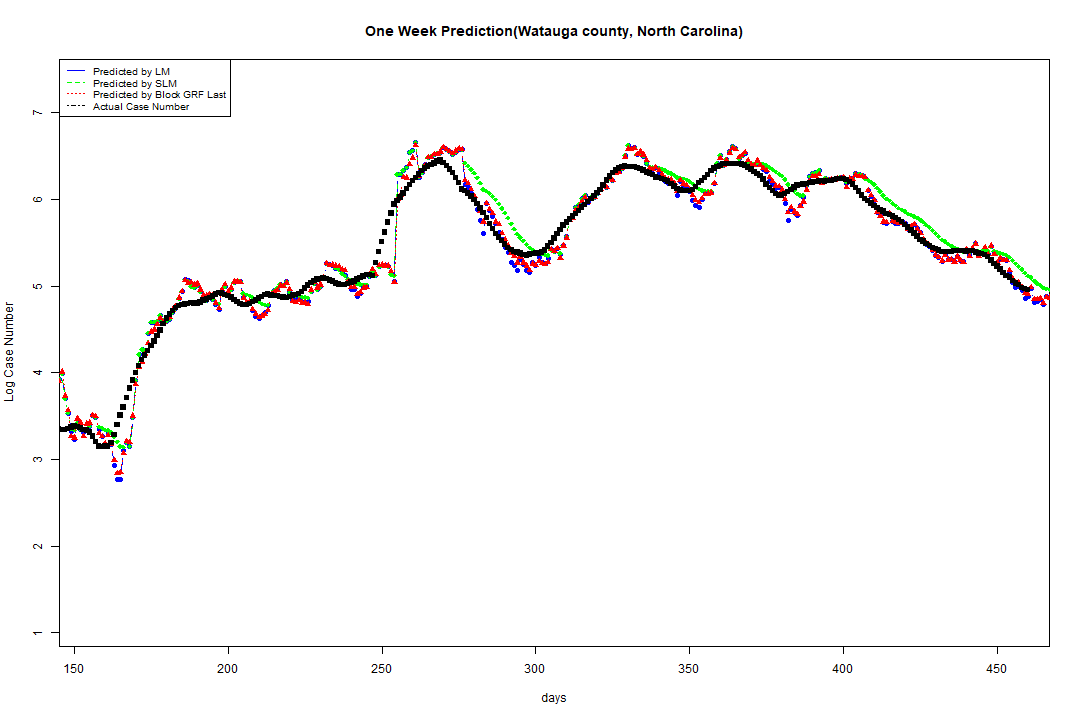 One Week Prediction(Watauga county, North Carolina)
Predicted by LM
Predicted by SLM
Predicted by Block GRF Last
Actual Case Number
Log Case Number
7
6
5
4
3
2
1
150 200 250 300 350 400 450
days